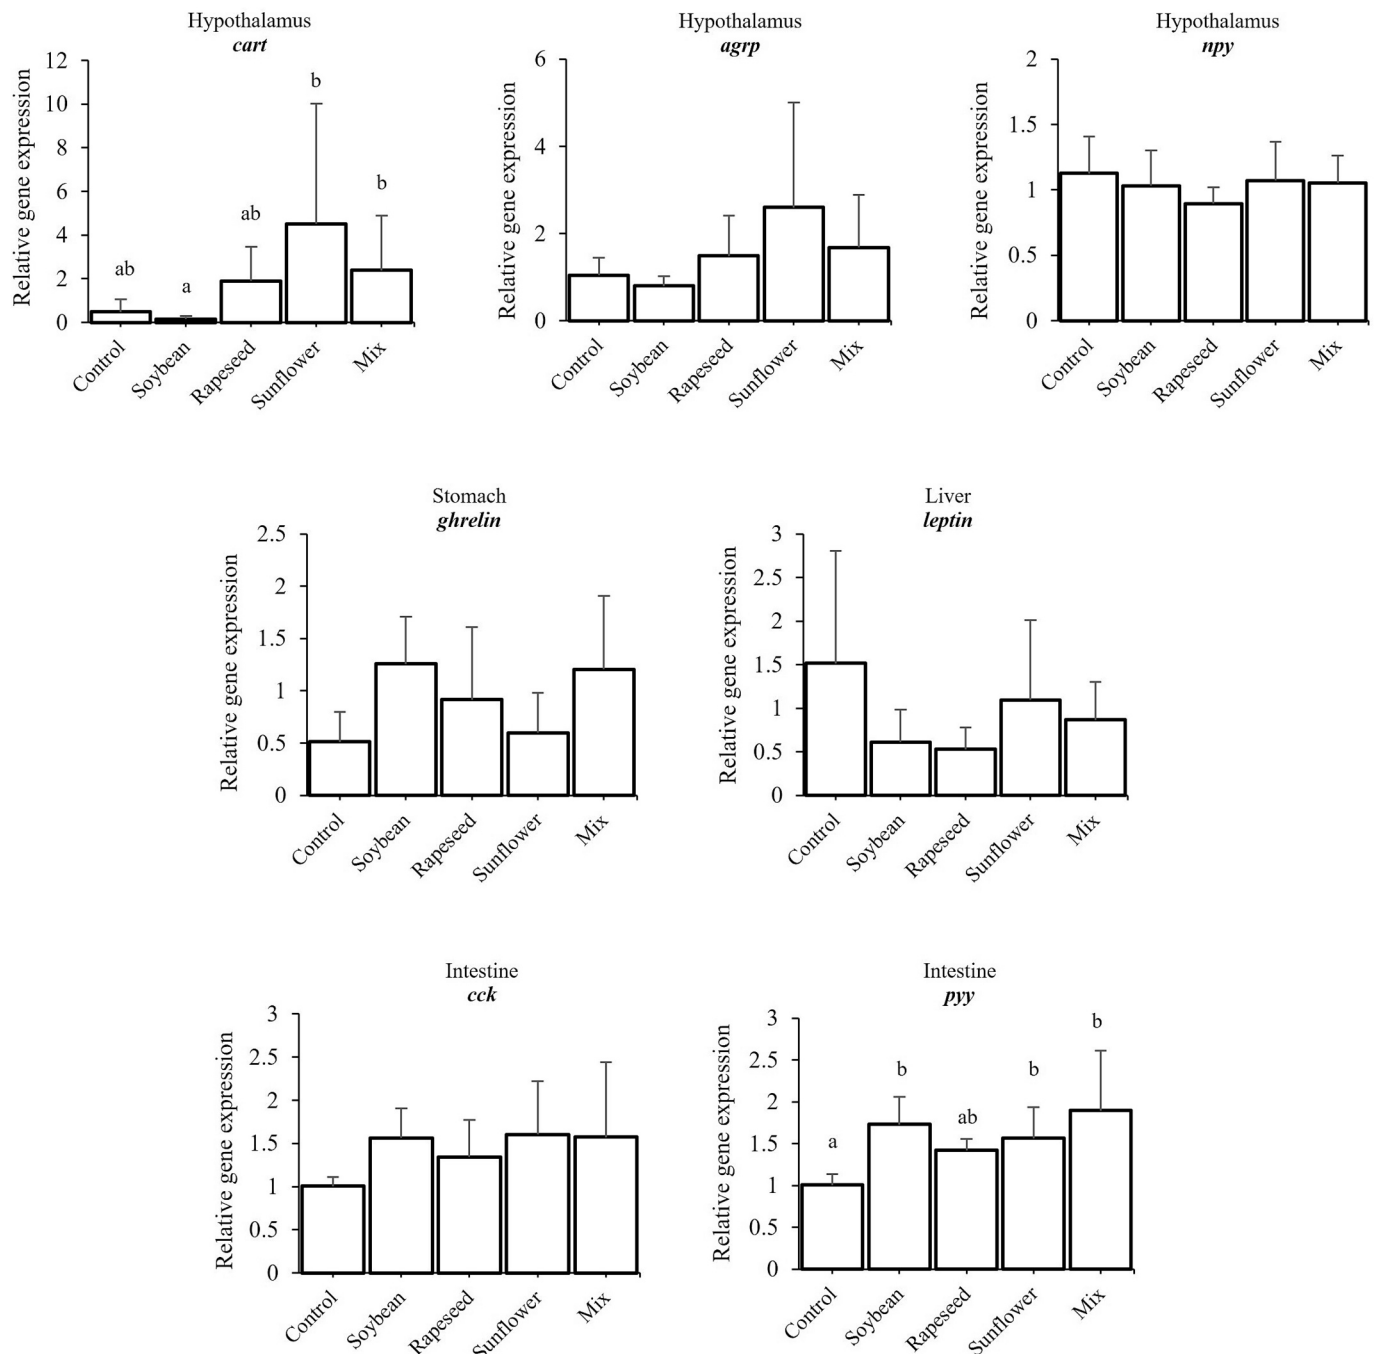 Hypothalamus
cart
Relative gene expression
12
10
8
6
4
2
0
ab
a
ab
b
b
Control
Soybean
Rapeseed
Sunflower
Mix
Hypothalamus
agrp
Relative gene expression
6
4
2
0
Control
Soybean
Rapeseed
Sunflower
Mix
Hypothalamus
npy
Relative gene expression
2
1.5
1
0.5
0
Control
Soybean
Rapeseed
Sunflower
Mix
Stomach
ghrelin
Relative gene expression
2.5
2
1.5
1
0.5
0
Control
Soybean
Rapeseed
Sunflower
Mix
Liver
leptin
Relative gene expression
3
2.5
2
1.5
1
0.5
0
Control
Soybean
Rapeseed
Sunflower
Mix
Intestine
cck
Relative gene expression
3
2.5
2
1.5
1
0.5
0
Control
Soybean
Rapeseed
Sunflower
Mix
Intestine
pyy
Relative gene expression
3
2.5
2
1.5
1
0.5
0
a
b
ab
b
b
Control
Soybean
Rapeseed
Sunflower
Mix